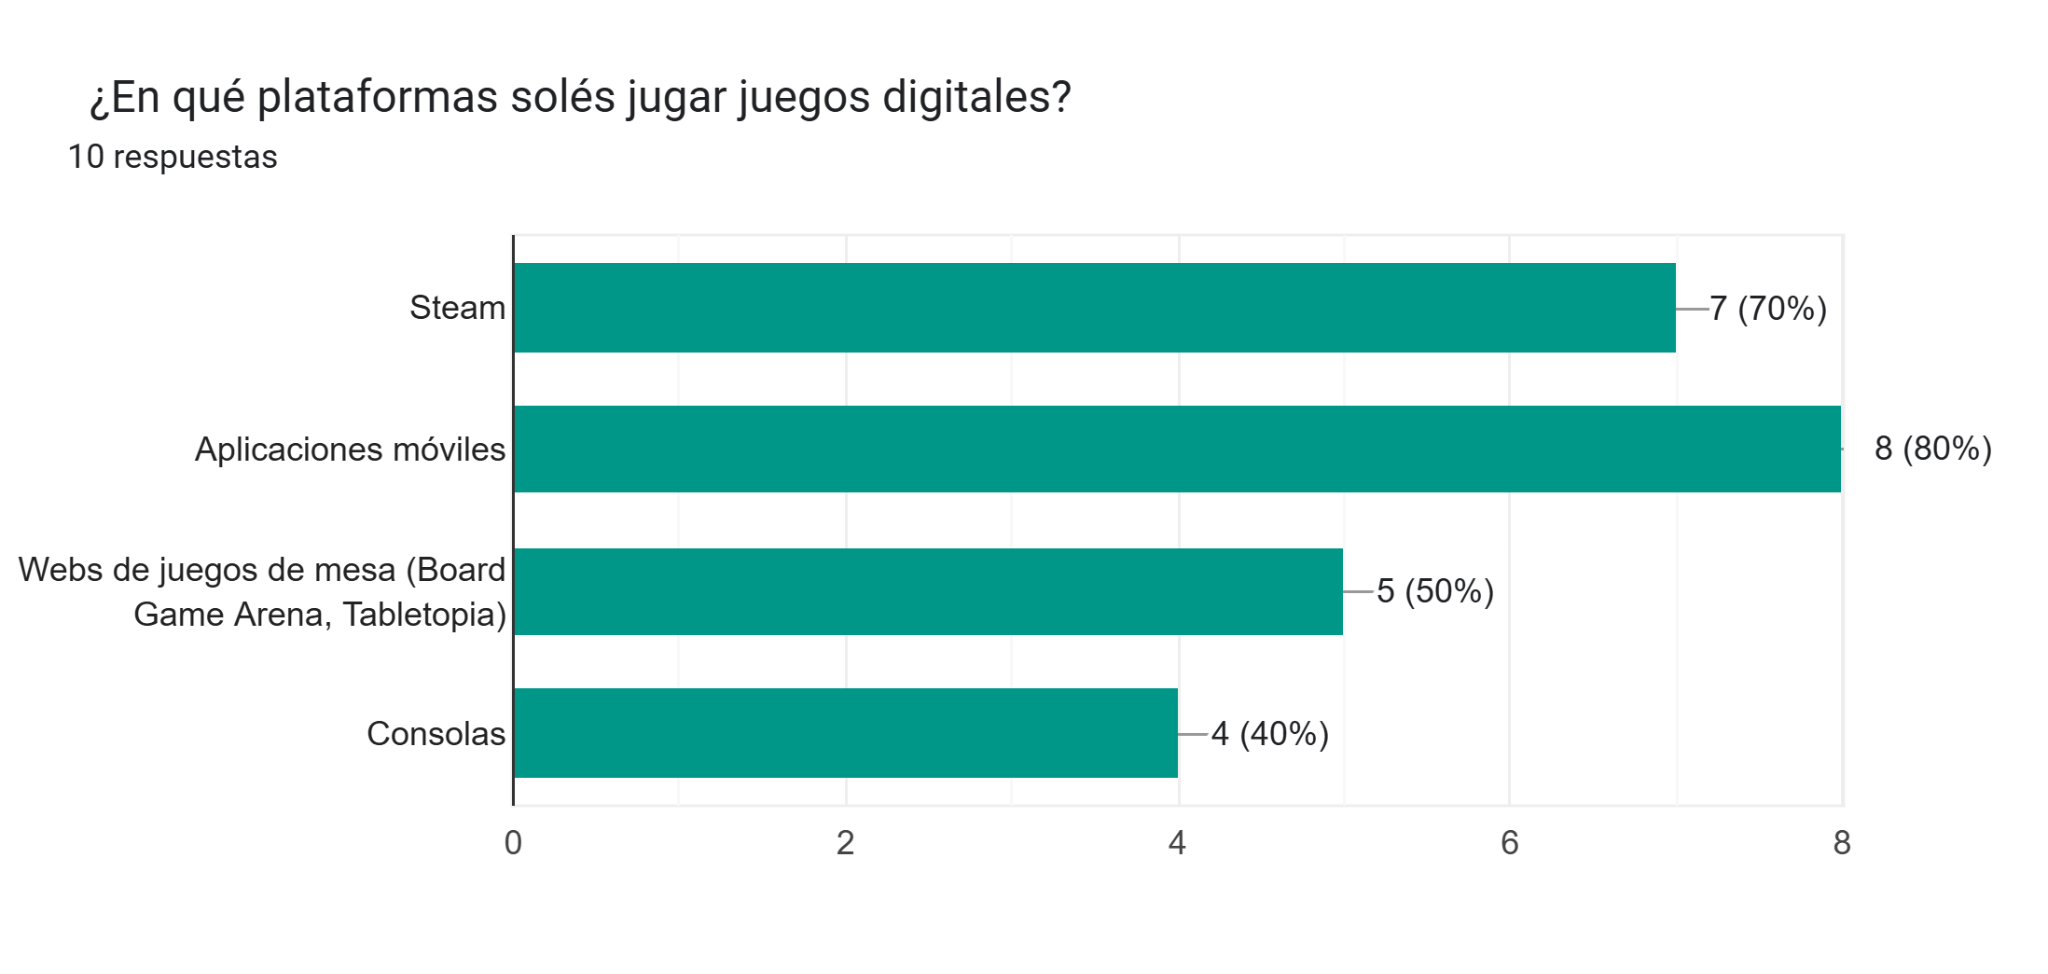 ¿En qué plataformas solés jugar juegos digitales?
10 respuestas
Steam
7 (70%)
Aplicaciones móviles
8 (80%)
Webs de juegos de mesa (Board
Game Arena, Tabletopia)
5 (50%)
Consolas
4 (40%)
0 2 4 6 8